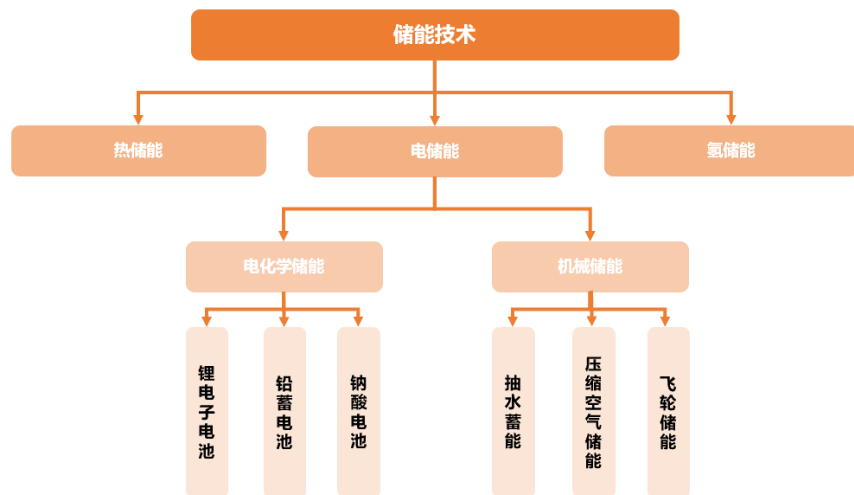 储能技术
热储能
电储能
氢储能
电化学储能
机械储能
锂电子电池
铅蓄电池
钠酸电池
抽水蓄能
压缩空气储能
飞轮储能